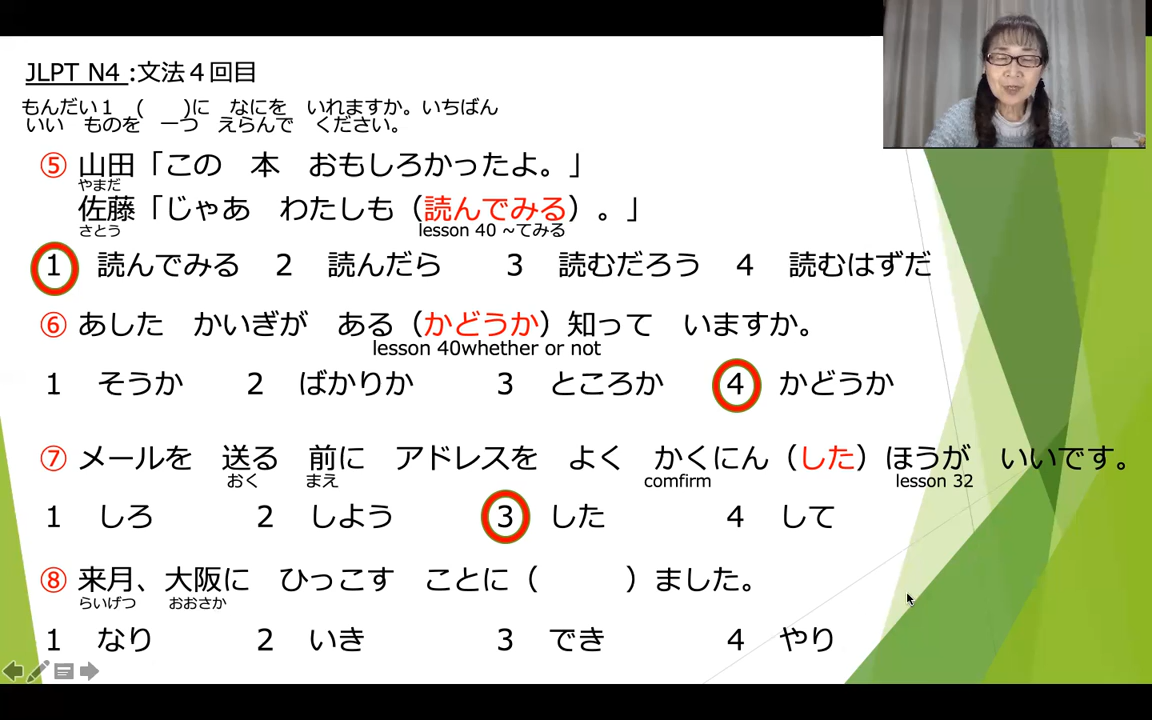 JLPT N4 :文法４回目
もんだい１ (　　)に　なにを　いれますか。いちばん
いい　ものを　一つ　えらんで　ください。
⑤ 山田「この　本　おもしろかったよ。」
やまだ
佐藤「じゃあ　わたしも（読んでみる）。」
さとう
lesson 40 ~てみる
1　読んでみる　2　読んだら　3　読むだろう　4　読むはずだ
⑥ あした　かいぎが　ある（かどうか）知って　いますか。
lesson 40whether or not
1　そうか　2　ばかりか　3　ところか　4　かどうか
⑦ メールを　送る　前に　アドレスを　よく　かくにん（した）ほうが　いいです。
おく　まえ　comfirm　lesson 32
1　しろ　2　しよう　3　した　4　して
⑧ 来月、大阪に　ひっこす　ことに（　　　）ました。
らいげつ　おおさか
1　なり　2　いき　3　でき　4　やり